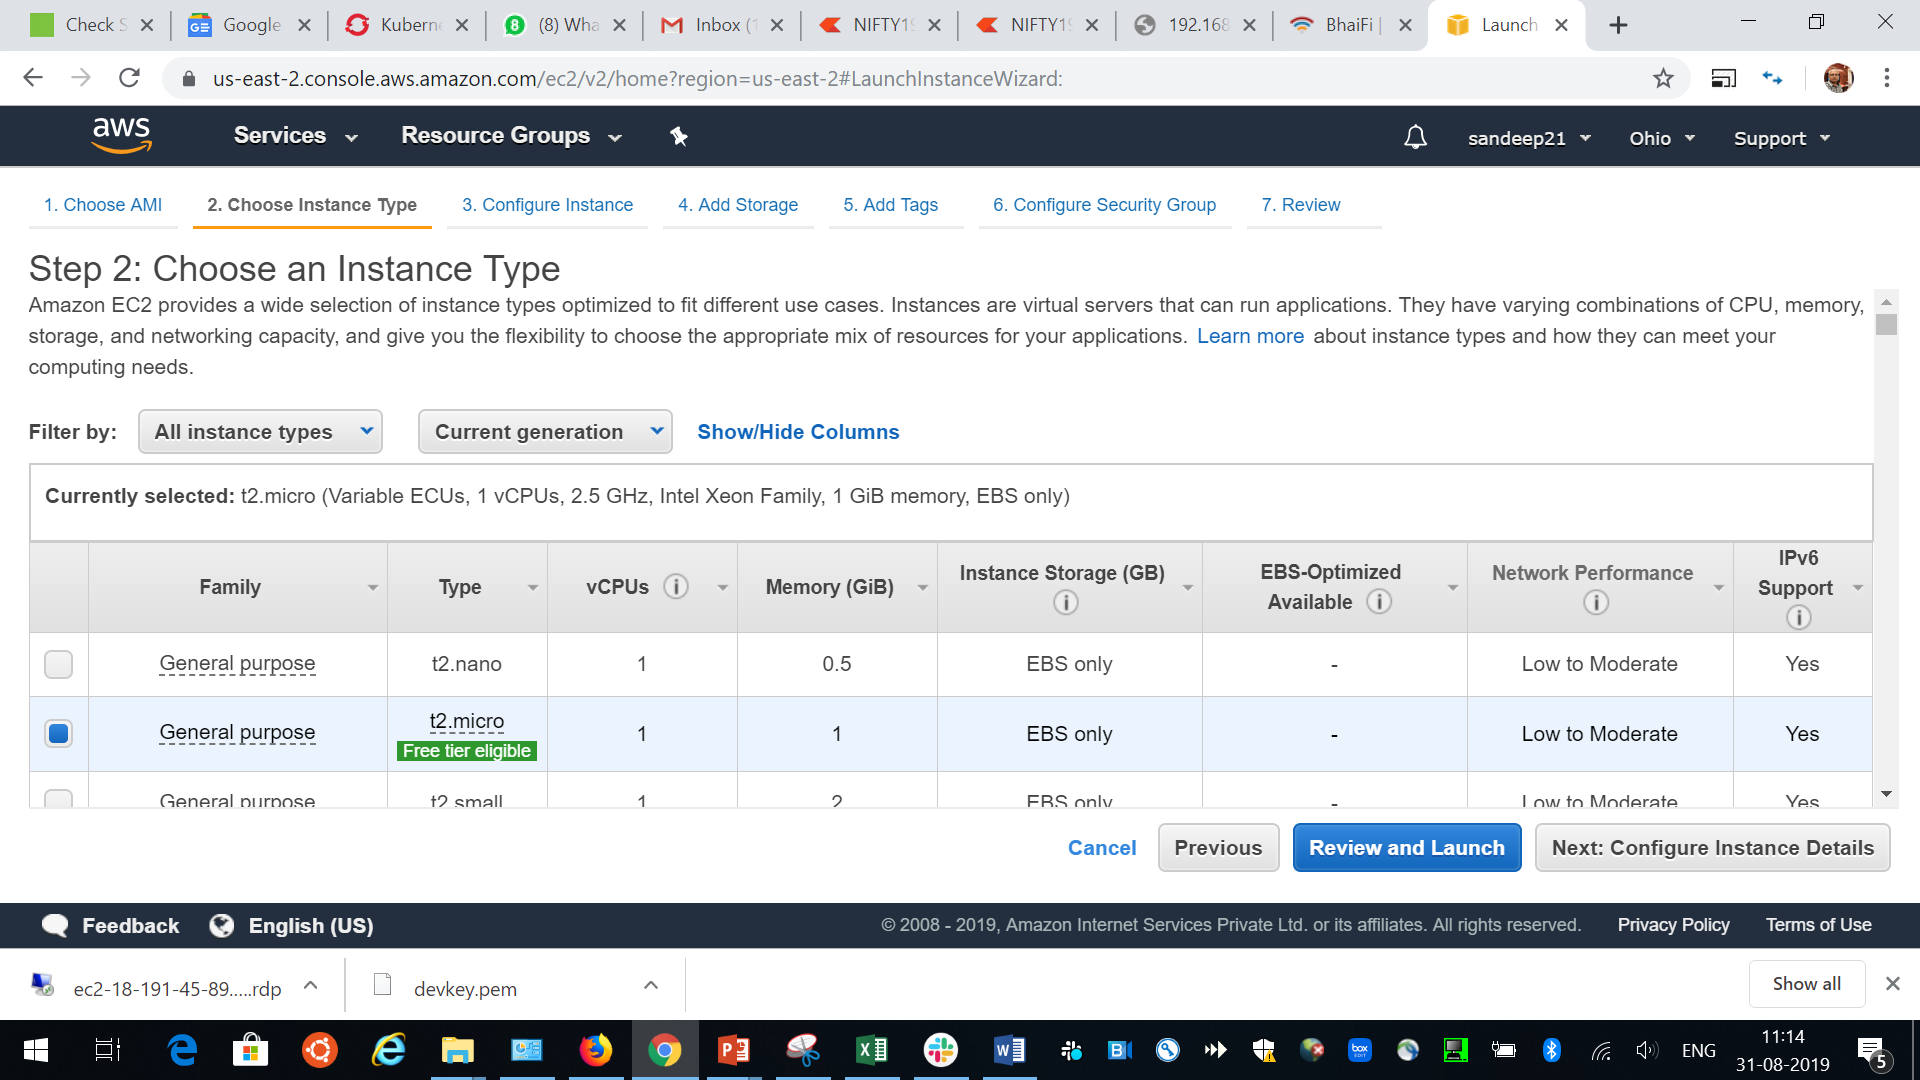 Check S
Google
Kuberne
(8) Wha
Inbox (1
NIFTY19
NIFTY19
192.168
BhaiFi |
Launch
us-east-2.console.aws.amazon.com/ec2/v2/home?region=us-east-2#LaunchInstanceWizard:
aws
Services
Resource Groups
sandeep21
Ohio
Support
1. Choose AMI
2. Choose Instance Type
3. Configure Instance
4. Add Storage
5. Add Tags
6. Configure Security Group
7. Review
Step 2: Choose an Instance Type
Amazon EC2 provides a wide selection of instance types optimized to fit different use cases. Instances are virtual servers that can run applications. They have varying combinations of CPU, memory,
storage, and networking capacity, and give you the flexibility to choose the appropriate mix of resources for your applications. Learn more about instance types and how they can meet your
computing needs.
Filter by: All instance types Current generation Show/Hide Columns
Currently selected: t2.micro (Variable ECUs, 1 vCPUs, 2.5 GHz, Intel Xeon Family, 1 GiB memory, EBS only)
Family
Type
vCPUs
Memory (GiB)
Instance Storage (GB)
EBS-Optimized
Available
Network Performance
IPv6
Support
General purpose t2.nano 1 0.5 EBS only - Low to Moderate Yes
General purpose t2.micro 1 1 EBS only - Low to Moderate Yes
Free tier eligible
General purpose t2.small 1 2 EBS only - Low to Moderate Yes
Cancel
Previous
Review and Launch
Next: Configure Instance Details
Feedback
English (US)
© 2008 - 2019, Amazon Internet Services Private Ltd. or its affiliates. All rights reserved.
Privacy Policy
Terms of Use
ec2-18-191-45-89.....rdp
devkey.pem
Show all
ENG
11:14
31-08-2019
5